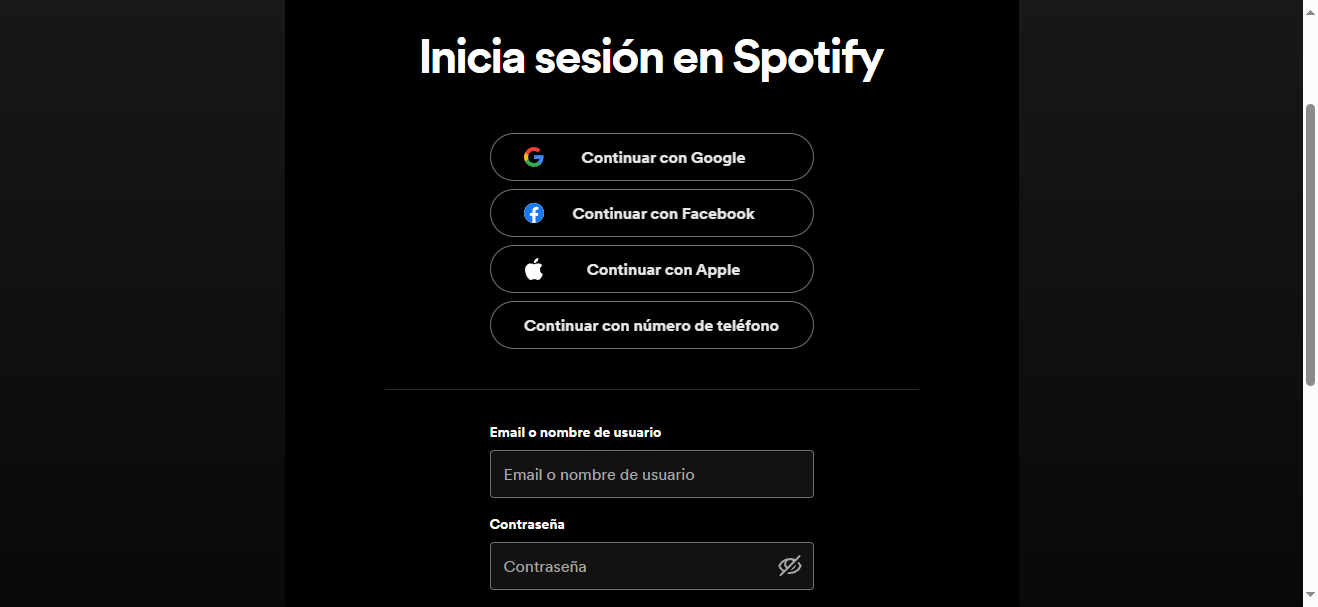 Inicia sesión en Spotify
Continuar con Google
Continuar con Facebook
Continuar con Apple
Continuar con número de teléfono
Email o nombre de usuario
Email o nombre de usuario
Contraseña
Contraseña